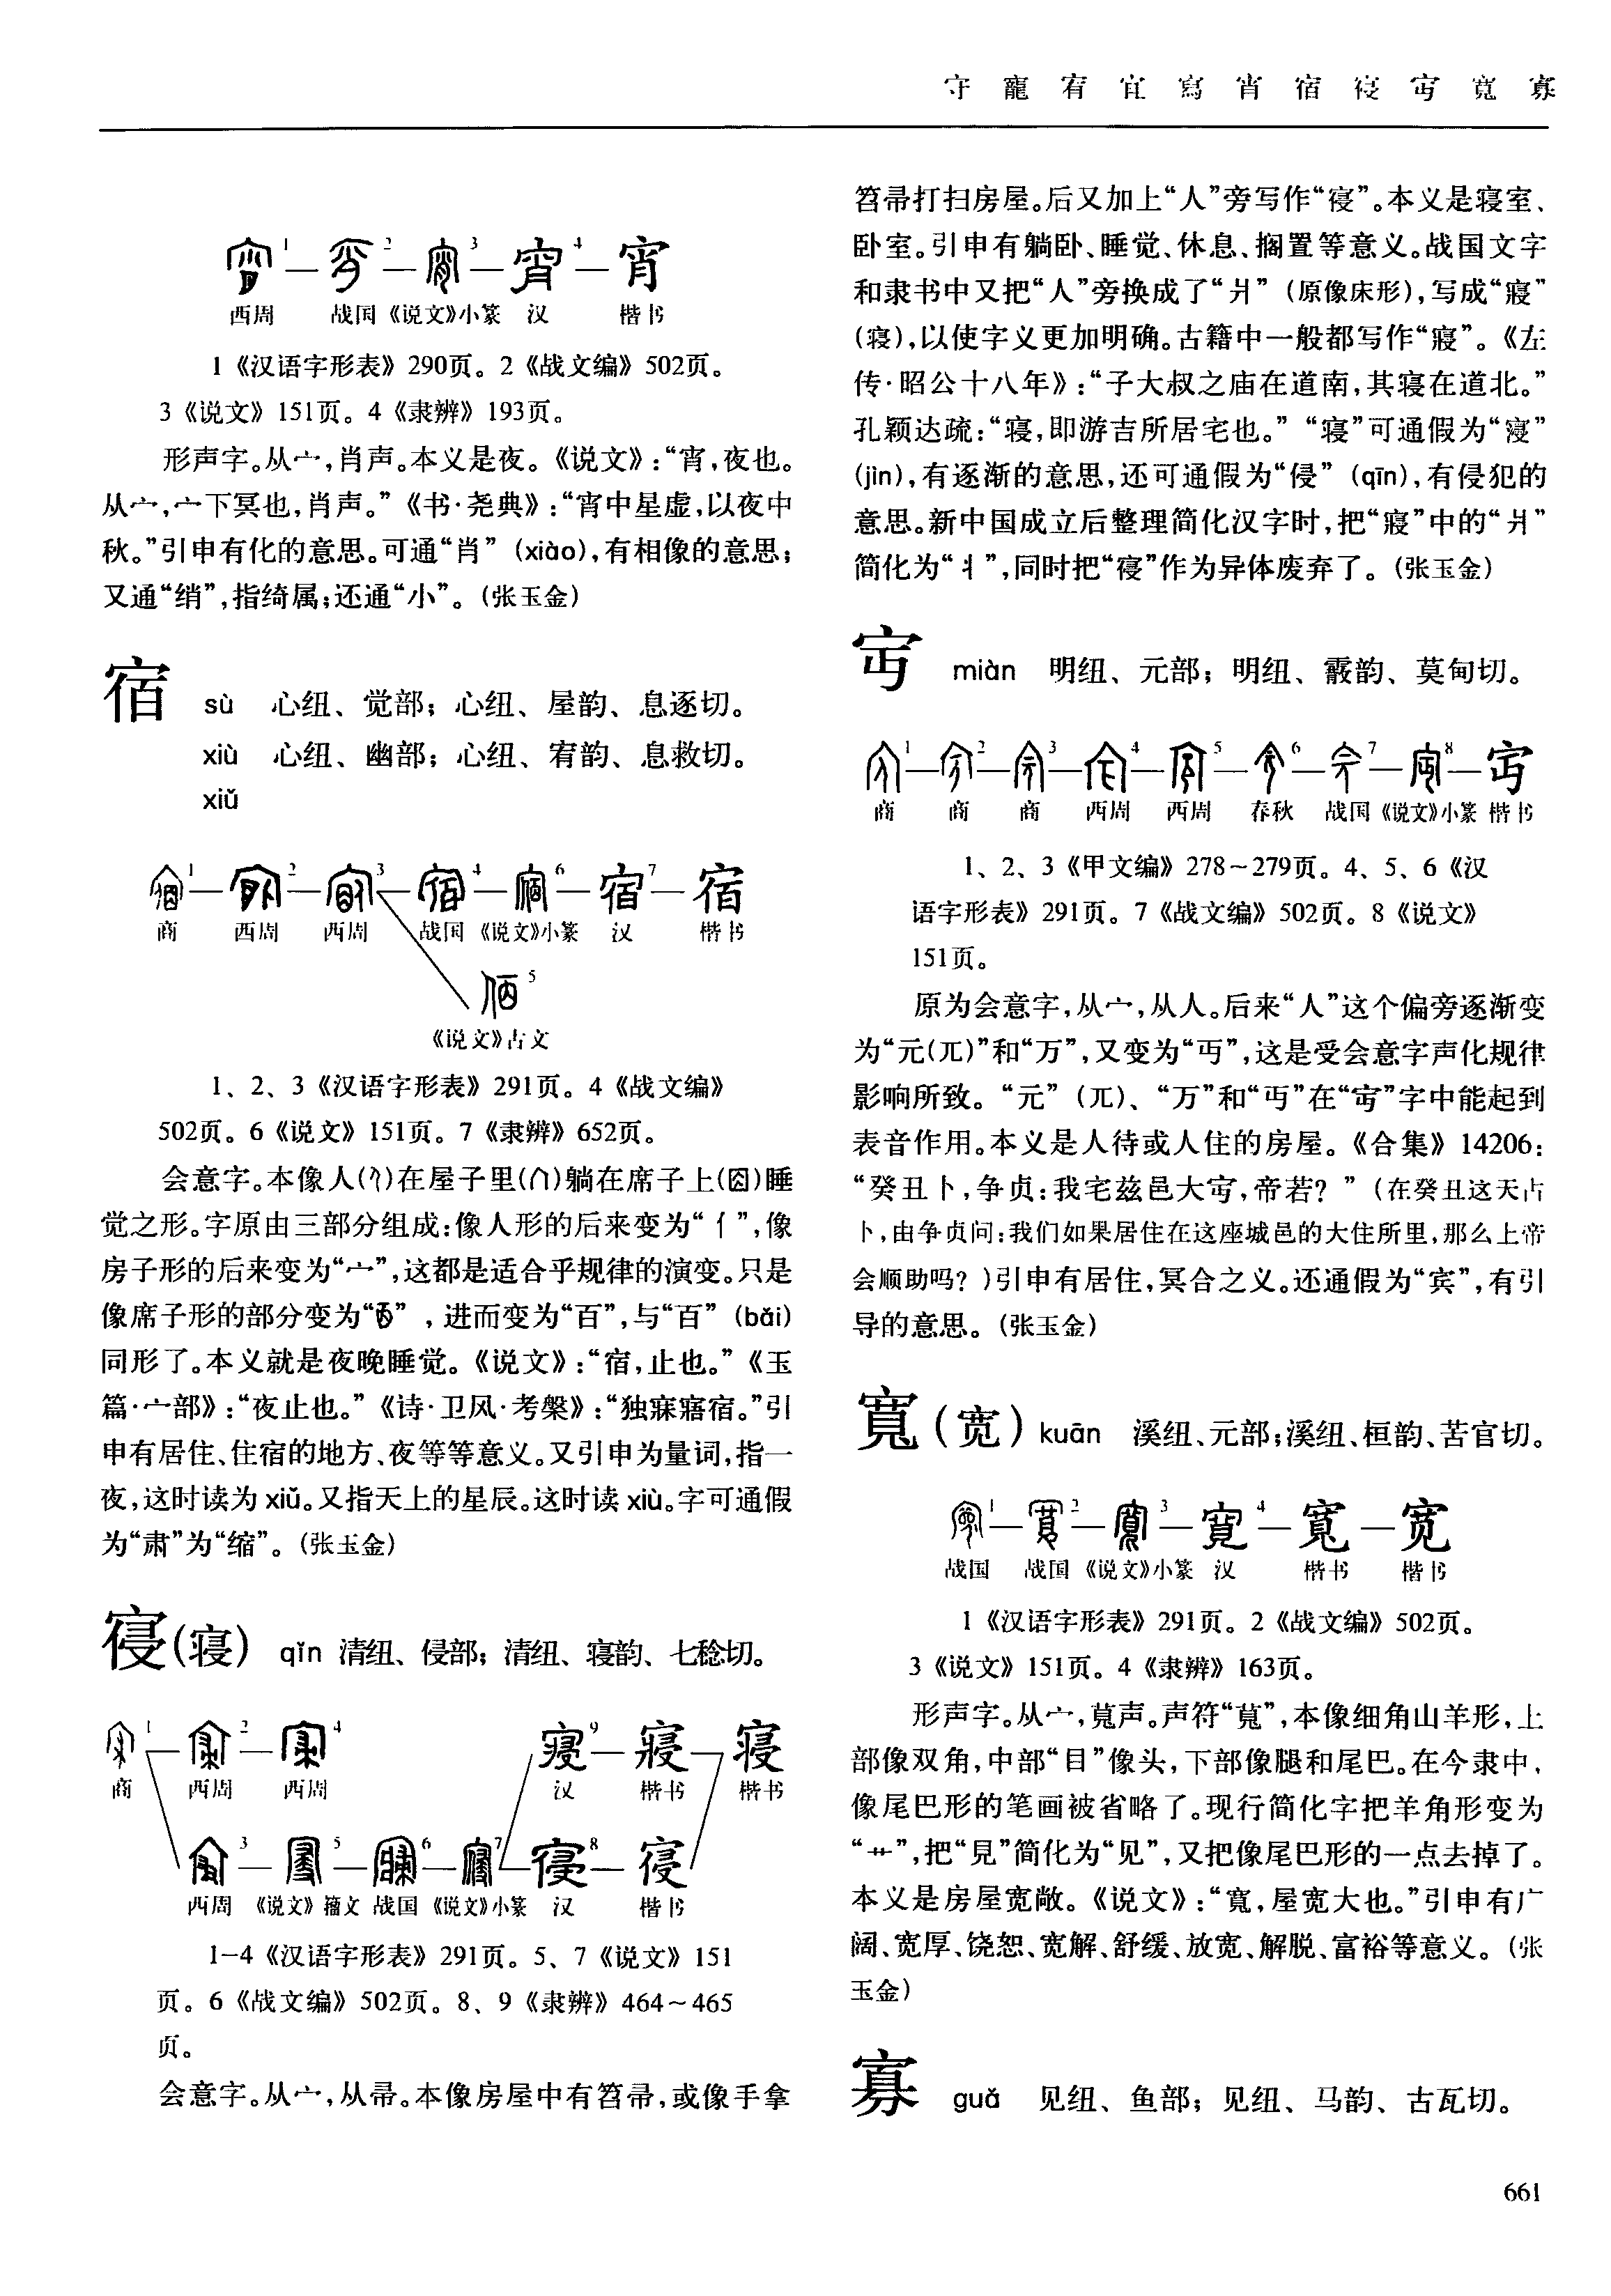 守 寵 宥 宜 寫 宵 宿 寑 寅 寬 寡
1 2 3 4 宵
西周 战国 《说文》小篆 汉 楷书
1《汉语字形表》290页。2《战文编》502页。
3《说文》151页。4《隶辨》193页。
形声字。从宀,肖声。本义是夜。《说文》:“宵,夜也。
从宀,宀下冥也,肖声。”《书·尧典》:“宵中星虚,以夜中
秋。”引申有化的意思。可通“肖”(xiào),有相像的意思;
又通“绡”,指绮属;还通“小”。(张玉金)
宿 sù 心纽、觉部;心纽、屋韵、息逐切。
xiù 心纽、幽部;心纽、宥韵、息救切。
xiǔ
1 2 3 4 6 7 宿
商 西周 西周 战国 《说文》小篆 汉 楷书
5
《说文》古文
1、2、3《汉语字形表》291页。4《战文编》
502页。6《说文》151页。7《隶辨》652页。
会意字。本像人()在屋子里()躺在席子上()睡
觉之形。字原由三部分组成:像人形的后来变为“亻”,像
房子形的后来变为“宀”,这都是适合乎规律的演变。只是
像席子形的部分变为“”,进而变为“百”,与“百”(bǎi)
同形了。本义就是夜晚睡觉。《说文》:“宿,止也。”《玉
篇·宀部》:“夜止也。”《诗·卫风·考槃》:“独寐寤宿。”引
申有居住、住宿的地方、夜等等意义。又引申为量词,指一
夜,这时读为 xiǔ。又指天上的星辰。这时读 xiù。字可通假
为“肃”为“缩”。(张玉金)
寑(寝) qǐn 清纽、侵部;清纽、寝韵、七稔切。
1 2 4 9 寢 寝
商 西周 西周 汉 楷书 楷书
3 5 6 7 8 寑
西周 《说文》籀文 战国 《说文》小篆 汉 楷书
1—4《汉语字形表》291页。5、7《说文》151
页。6《战文编》502页。8、9《隶辨》464～465
页。
会意字。从宀,从帚。本像房屋中有笤帚,或像手拿
笤帚打扫房屋。后又加上“人”旁写作“寑”。本义是寝室、
卧室。引申有躺卧、睡觉、休息、搁置等意义。战国文字
和隶书中又把“人”旁换成了“爿”(原像床形),写成“寢”
(寝),以使字义更加明确。古籍中一般都写作“寢”。《左
传·昭公十八年》:“子大叔之庙在道南,其寝在道北。”
孔颖达疏:“寝,即游吉所居宅也。”“寝”可通假为“寖”
(jìn),有逐渐的意思,还可通假为“侵”(qīn),有侵犯的
意思。新中国成立后整理简化汉字时,把“寢”中的“爿”
简化为“丬”,同时把“寑”作为异体废弃了。(张玉金)
㝉 miàn 明纽、元部;明纽、霰韵、莫甸切。
1 2 3 4 5 6 7 8 㝉
商 商 商 西周 西周 春秋 战国 《说文》小篆 楷书
1、2、3《甲文编》278～279页。4、5、6《汉
语字形表》291页。7《战文编》502页。8《说文》
151页。
原为会意字,从宀,从人。后来“人”这个偏旁逐渐变
为“元(兀)”和“万”,又变为“丏”,这是受会意字声化规律
影响所致。“元”(兀)、“万”和“丏”在“㝉”字中能起到
表音作用。本义是人待或人住的房屋。《合集》14206:
“癸丑卜,争贞:我宅兹邑大㝉,帝若?”(在癸丑这天占
卜,由争贞问:我们如果居住在这座城邑的大住所里,那么上帝
会顺助吗?)引申有居住,冥合之义。还通假为“宾”,有引
导的意思。(张玉金)
寬(宽) kuān 溪纽、元部;溪纽、桓韵、苦官切。
1 2 3 4 寬 宽
战国 战国 《说文》小篆 汉 楷书 楷书
1《汉语字形表》291页。2《战文编》502页。
3《说文》151页。4《隶辨》163页。
形声字。从宀,萈声。声符“萈”,本像细角山羊形,上
部像双角,中部“目”像头,下部像腿和尾巴。在今隶中,
像尾巴形的笔画被省略了。现行简化字把羊角形变为
“艹”,把“見”简化为“见”,又把像尾巴形的一点去掉了。
本义是房屋宽敞。《说文》:“寬,屋宽大也。”引申有广
阔、宽厚、饶恕、宽解、舒缓、放宽、解脱、富裕等意义。(张
玉金)
寡 guǎ 见纽、鱼部;见纽、马韵、古瓦切。
661